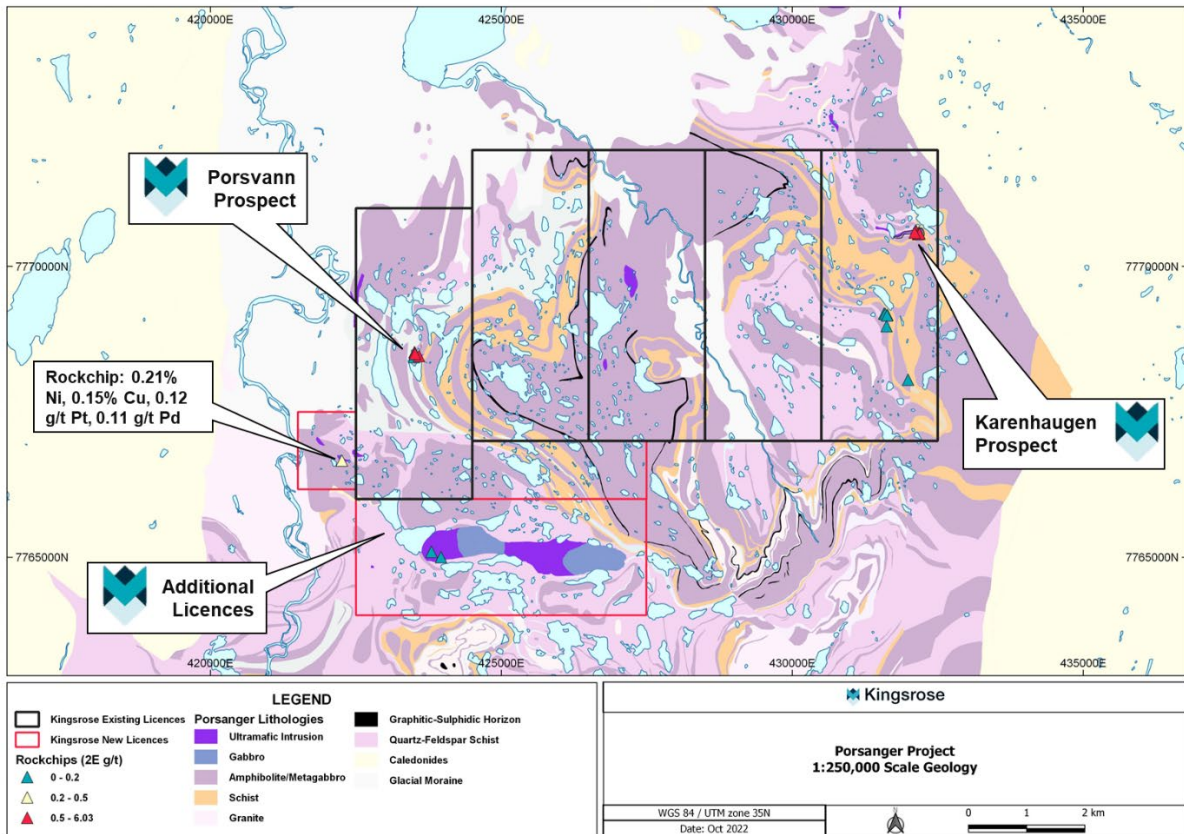 420000E
425000E
430000E
435000E
Porsvann
Prospect
7770000N
7770000N
Rockchip: 0.21%
Ni, 0.15% Cu, 0.12
g/t Pt, 0.11 g/t Pd
Karenhaugen
Prospect
7765000N
7765000N
Additional
Licences
420000E
425000E
430000E
435000E
LEGEND
Kingsrose Existing Licences
Kingsrose New Licences
Rockchips (2E g/t)
0 - 0.2
0.2 - 0.5
0.5 - 6.03
Porsanger Lithologies
Ultramafic Intrusion
Gabbro
Amphibolite/Metagabbro
Schist
Granite
Graphitic-Sulphidic Horizon
Quartz-Feldspar Schist
Caledonides
Glacial Moraine
Kingsrose
Porsanger Project
1:250,000 Scale Geology
WGS 84 / UTM zone 35N
Date: Oct 2022
N
0 1 2 km